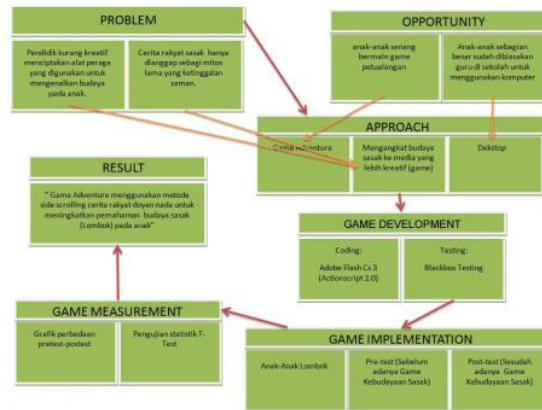 PROBLEM
Pendidik kurang kreatif
menciptakan alat peraga
yang digunakan untuk
mengenalkan budaya
pada anak.
Cerita rakyat sasak hanya
dianggap sebagai mitos
lama yang ketinggalan
zaman.
OPPORTUNITY
anak-anak senang
bermain game
petualangan
Anak-anak sebagian
besar sudah dibiasakan
guru di sekolah untuk
menggunakan komputer
APPROACH
Game adventure
Mengangkat budaya
sasak ke media yang
lebih kreatif (game)
Dekstop
RESULT
" Game Adventure menggunakan metode
side scrolling cerita rakyat doyan nada untuk
meningkatkan pemahaman budaya sasak
(Lombok) pada anak"
GAME DEVELOPMENT
Coding:
Adobe Flash Cs 3
(Actionscript 2.0)
Testing:
Blackbox Testing
GAME MEASUREMENT
Grafik perbedaan
pretest-postest
Pengujian statistik T-
Test
GAME IMPLEMENTATION
Anak-Anak Lombok
Pre-test (Sebelum
adanya Game
Kebudayaan Sasak)
Post-test (Sesudah
adanya Game
Kebudayaan Sasak)